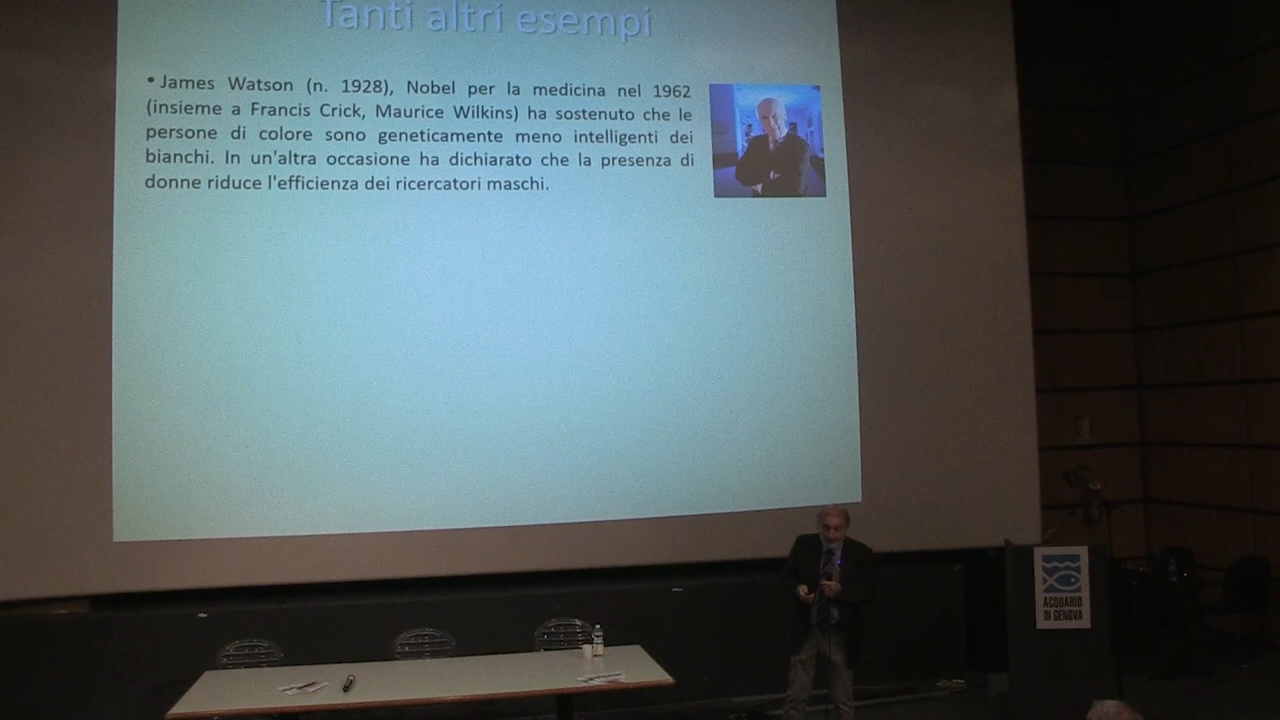 Tanti altri esempi
• James Watson (n. 1928), Nobel per la medicina nel 1962
(insieme a Francis Crick, Maurice Wilkins) ha sostenuto che le
persone di colore sono geneticamente meno intelligenti dei
bianchi. In un'altra occasione ha dichiarato che la presenza di
donne riduce l'efficienza dei ricercatori maschi.
ACQUARIO
DI GENOVA